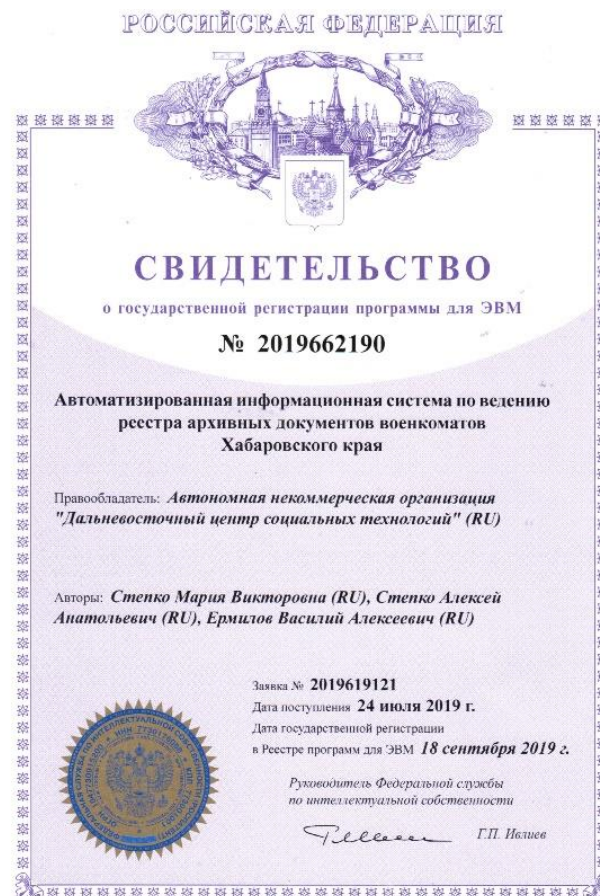 РОССИЙСКАЯ ФЕДЕРАЦИЯ
СВИДЕТЕЛЬСТВО
о государственной регистрации программы для ЭВМ
№ 2019662190
Автоматизированная информационная система по ведению
реестра архивных документов военкоматов
Хабаровского края
Правообладатель: Автономная некоммерческая организация
"Дальневосточный центр социальных технологий" (RU)
Авторы: Степко Мария Викторовна (RU), Степко Алексей
Анатольевич (RU), Ермилов Василий Алексеевич (RU)
Заявка № 2019619121
Дата поступления 24 июля 2019 г.
Дата государственной регистрации
в Реестре программ для ЭВМ 18 сентября 2019 г.
Руководитель Федеральной службы
по интеллектуальной собственности
Г.П. Ивлиев